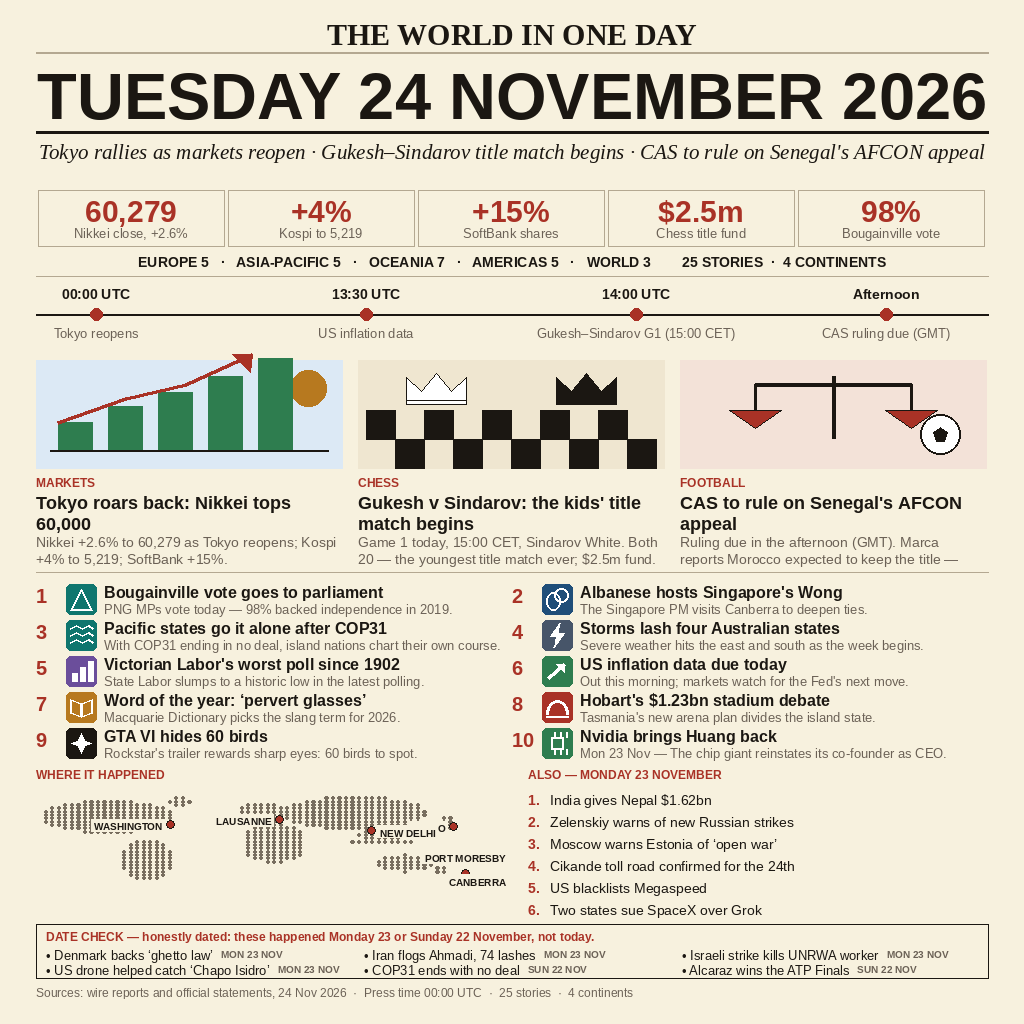 THE WORLD IN ONE DAY
TUESDAY 24 NOVEMBER 2026
Tokyo rallies as markets reopen · Gukesh–Sindarov title match begins · CAS to rule on Senegal's AFCON appeal
60,279
Nikkei close, +2.6%
+4%
Kospi to 5,219
+15%
SoftBank shares
$2.5m
Chess title fund
98%
Bougainville vote
EUROPE 5 · ASIA-PACIFIC 5 · OCEANIA 7 · AMERICAS 5 · WORLD 3 25 STORIES · 4 CONTINENTS
00:00 UTC
Tokyo reopens
13:30 UTC
US inflation data
14:00 UTC
Gukesh–Sindarov G1 (15:00 CET)
Afternoon
CAS ruling due (GMT)
MARKETS
Tokyo roars back: Nikkei tops
60,000
Nikkei +2.6% to 60,279 as Tokyo reopens; Kospi
+4% to 5,219; SoftBank +15%.
CHESS
Gukesh v Sindarov: the kids' title
match begins
Game 1 today, 15:00 CET, Sindarov White. Both
20 — the youngest title match ever; $2.5m fund.
FOOTBALL
CAS to rule on Senegal's AFCON
appeal
Ruling due in the afternoon (GMT). Marca
reports Morocco expected to keep the title —
1 Bougainville vote goes to parliament
PNG MPs vote today — 98% backed independence in 2019.
2 Albanese hosts Singapore's Wong
The Singapore PM visits Canberra to deepen ties.
3 Pacific states go it alone after COP31
With COP31 ending in no deal, island nations chart their own course.
4 Storms lash four Australian states
Severe weather hits the east and south as the week begins.
5 Victorian Labor's worst poll since 1902
State Labor slumps to a historic low in the latest polling.
6 US inflation data due today
Out this morning; markets watch for the Fed's next move.
7 Word of the year: ‘pervert glasses’
Macquarie Dictionary picks the slang term for 2026.
8 Hobart's $1.23bn stadium debate
Tasmania's new arena plan divides the island state.
9 GTA VI hides 60 birds
Rockstar's trailer rewards sharp eyes: 60 birds to spot.
10 Nvidia brings Huang back
Mon 23 Nov — The chip giant reinstates its co-founder as CEO.
WHERE IT HAPPENED
WASHINGTON
LAUSANNE
NEW DELHI
O
PORT MORESBY
CANBERRA
ALSO — MONDAY 23 NOVEMBER
1. India gives Nepal $1.62bn
2. Zelenskiy warns of new Russian strikes
3. Moscow warns Estonia of ‘open war’
4. Cikande toll road confirmed for the 24th
5. US blacklists Megaspeed
6. Two states sue SpaceX over Grok
DATE CHECK — honestly dated: these happened Monday 23 or Sunday 22 November, not today.
• Denmark backs ‘ghetto law’ MON 23 NOV
• Iran flogs Ahmadi, 74 lashes MON 23 NOV
• Israeli strike kills UNRWA worker MON 23 NOV
• US drone helped catch ‘Chapo Isidro’ MON 23 NOV
• COP31 ends with no deal SUN 22 NOV
• Alcaraz wins the ATP Finals SUN 22 NOV
Sources: wire reports and official statements, 24 Nov 2026 · Press time 00:00 UTC · 25 stories · 4 continents